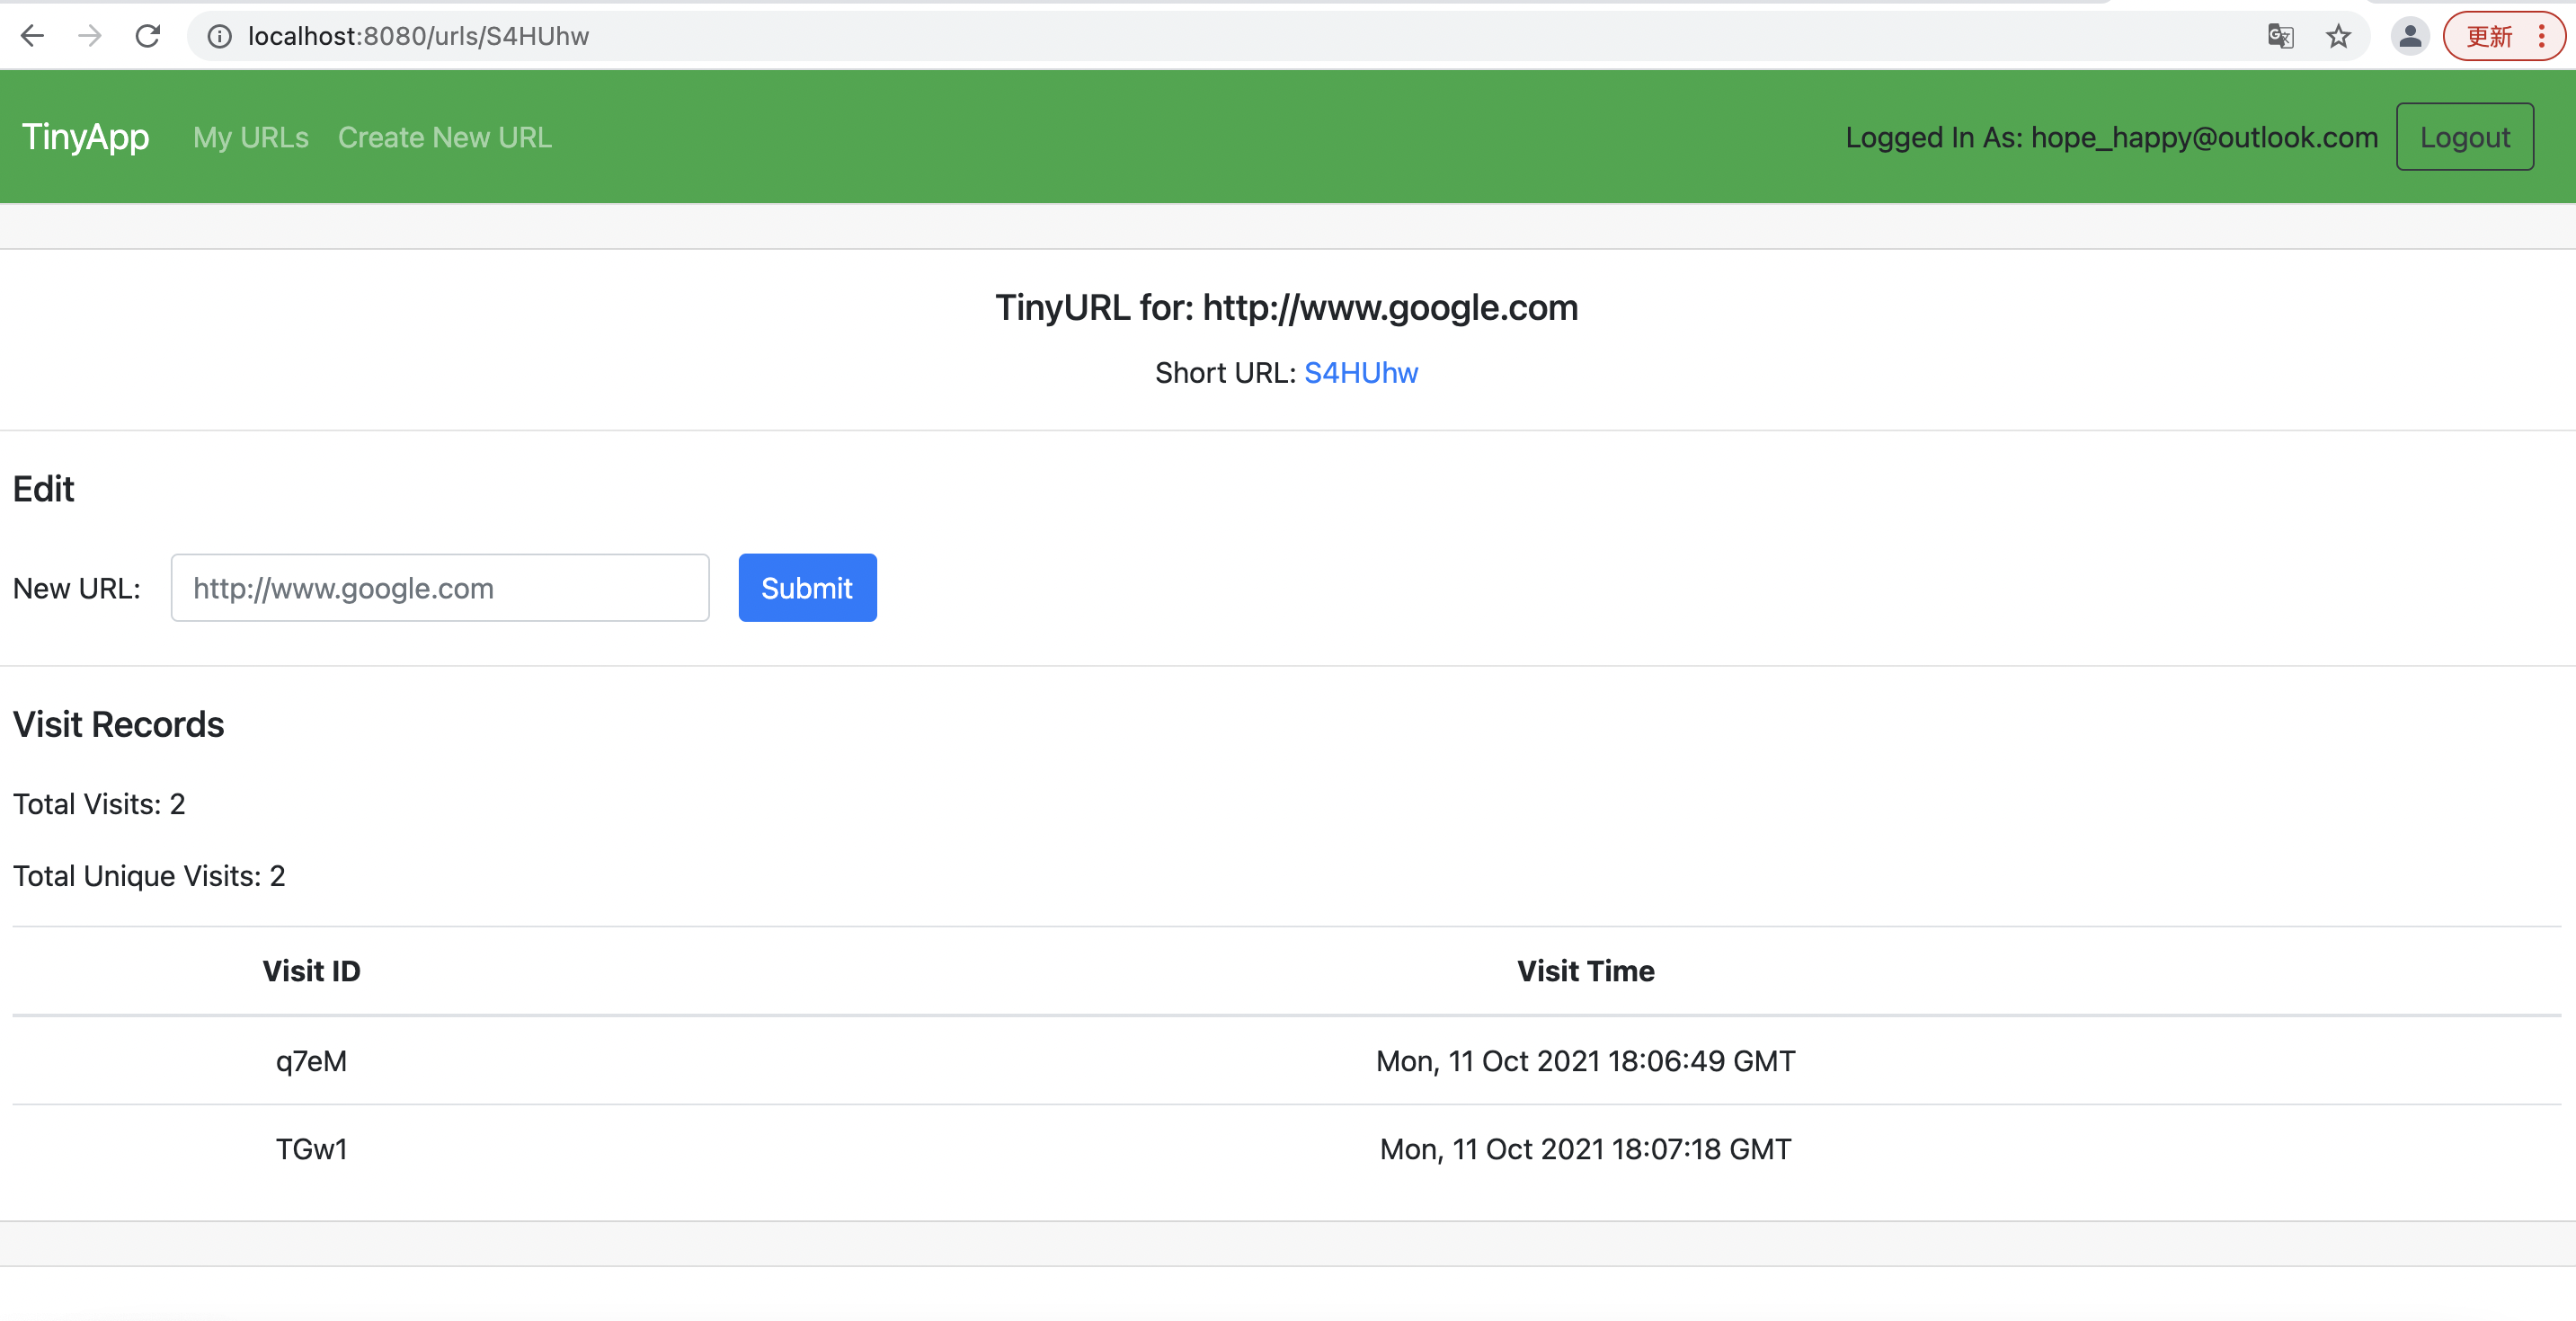 localhost:8080/urls/S4HUhw
更新
TinyApp My URLs Create New URL Logged In As: hope_happy@outlook.com Logout
TinyURL for: http://www.google.com
Short URL: S4HUhw
Edit
New URL: http://www.google.com Submit
Visit Records
Total Visits: 2
Total Unique Visits: 2
Visit ID Visit Time
q7eM Mon, 11 Oct 2021 18:06:49 GMT
TGw1 Mon, 11 Oct 2021 18:07:18 GMT